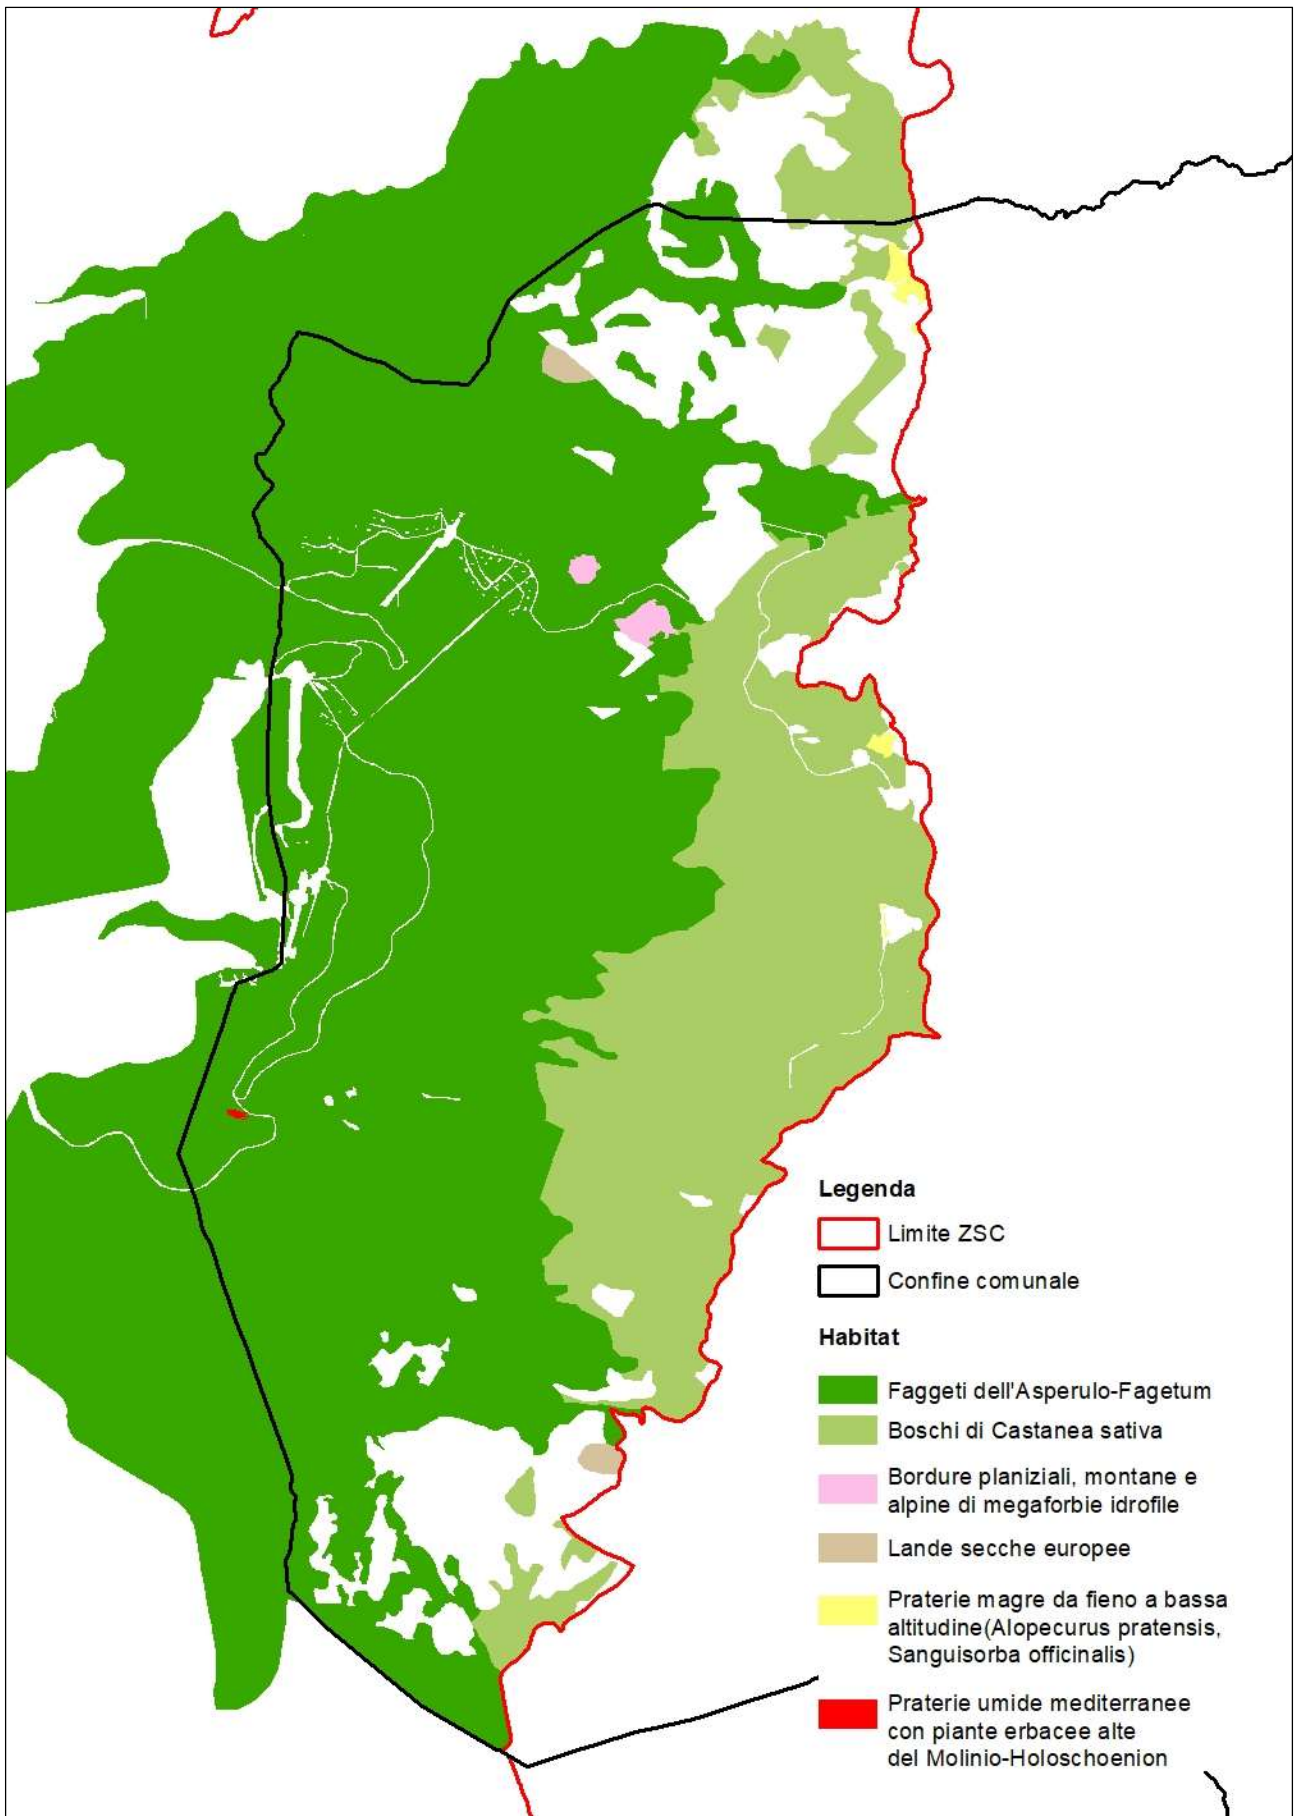 Legenda
Limite ZSC
Confine comunale
Habitat
Faggeti dell'Asperulo-Fagetum
Boschi di Castanea sativa
Bordure planiziali, montane e
alpine di megaforbie idrofile
Lande secche europee
Praterie magre da fieno a bassa
altitudine(Alopecurus pratensis,
Sanguisorba officinalis)
Praterie umide mediterranee
con piante erbacee alte
del Molinio-Holoschoenion